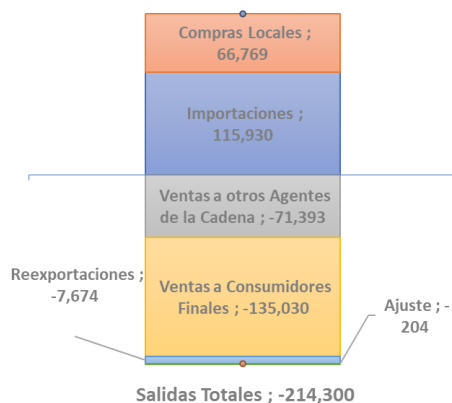 Compras Locales ;
66,769
Importaciones ;
115,930
Ventas a otros Agentes
de la Cadena ; -71,393
Reexportaciones ;
-7,674
Ventas a Consumidores
Finales ; -135,030
Ajuste ; -
204
Salidas Totales ; -214,300